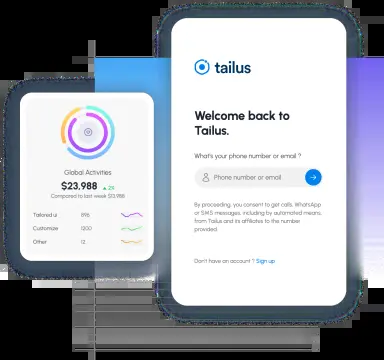 tailus
Welcome back to
Tailus.
What's your phone number or email ?
Phone number or email
By proceeding, you consent to get calls, WhatsApp
or SMS messages, including by automated means,
from Tailus and its affiliates to the number
provided.
Don't have an account ? Sign up
Global Activities
$23.988 ▲ 2%
Compared to last week $13.988
Tailored ui 896
Customize 1200
Other 12